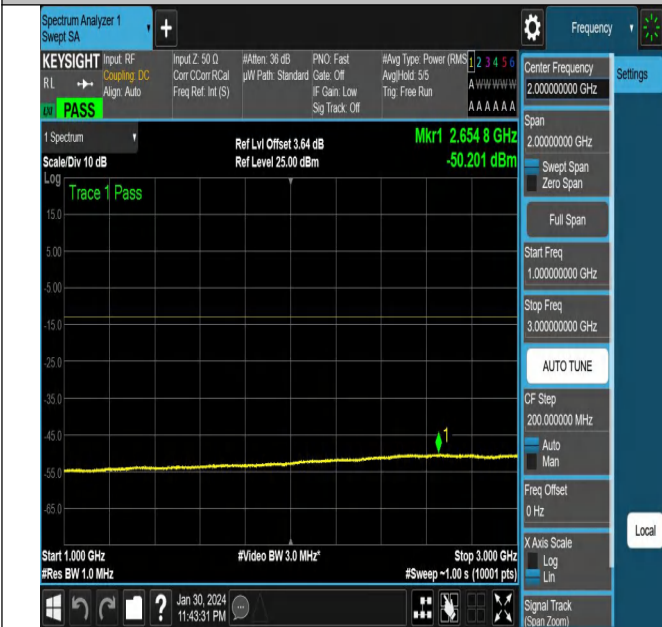 Spectrum Analyzer 1
Swept SA
+
Frequency
KEYSIGHT
RL
Input: RF
Coupling: DC
Align: Auto
Input Z: 50 Ω
Corr CCorr RCal
Freq Ref: Int (S)
#Atten: 36 dB
µW Path: Standard
PNO: Fast
Gate: Off
IF Gain: Low
Sig Track: Off
#Avg Type: Power (RMS
Avg|Hold: 5/5
Trig: Free Run
1 2 3 4 5 6
A W W W W W
A A A A A A
LXI
PASS
1 Spectrum
Scale/Div 10 dB
Ref Lvl Offset 3.64 dB
Ref Level 25.00 dBm
Mkr1 2.654 8 GHz
-50.201 dBm
Log
Trace 1 Pass
15.0
5.00
-5.00
-15.0
-25.0
-35.0
-45.0
-55.0
-65.0
1
Start 1.000 GHz
#Res BW 1.0 MHz
#Video BW 3.0 MHz*
Stop 3.000 GHz
#Sweep ~1.00 s (10001 pts)
?
Jan 30, 2024
11:43:31 PM
Center Frequency
2.00000000 GHz
Settings
Span
2.00000000 GHz
Swept Span
Zero Span
Full Span
Start Freq
1.000000000 GHz
Stop Freq
3.000000000 GHz
AUTO TUNE
CF Step
200.000000 MHz
Auto
Man
Freq Offset
0 Hz
X Axis Scale
Log
Lin
Local
Signal Track
(Span Zoom)